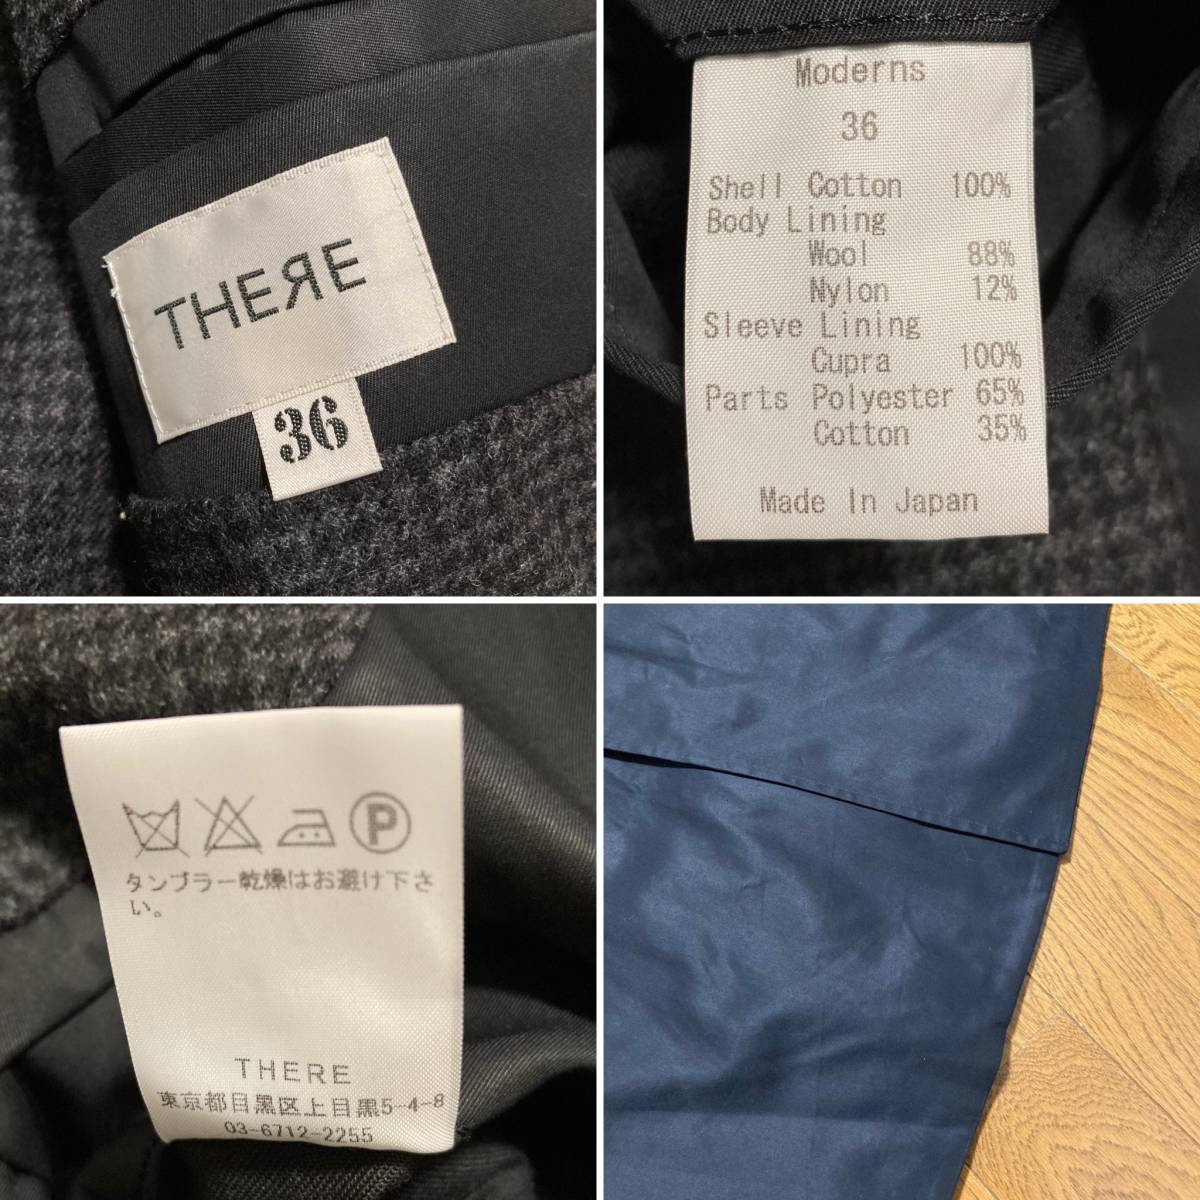 THEЯE
36
Moderns
36
Shell Cotton 100%
Body Lining
Wool 88%
Nylon 12%
Sleeve Lining
Cupra 100%
Parts Polyester 65%
Cotton 35%
Made In Japan
P
タンブラー乾燥はお避け下さ
い。
THERE
東京都目黒区上目黒5-4-8
03-6712-2255